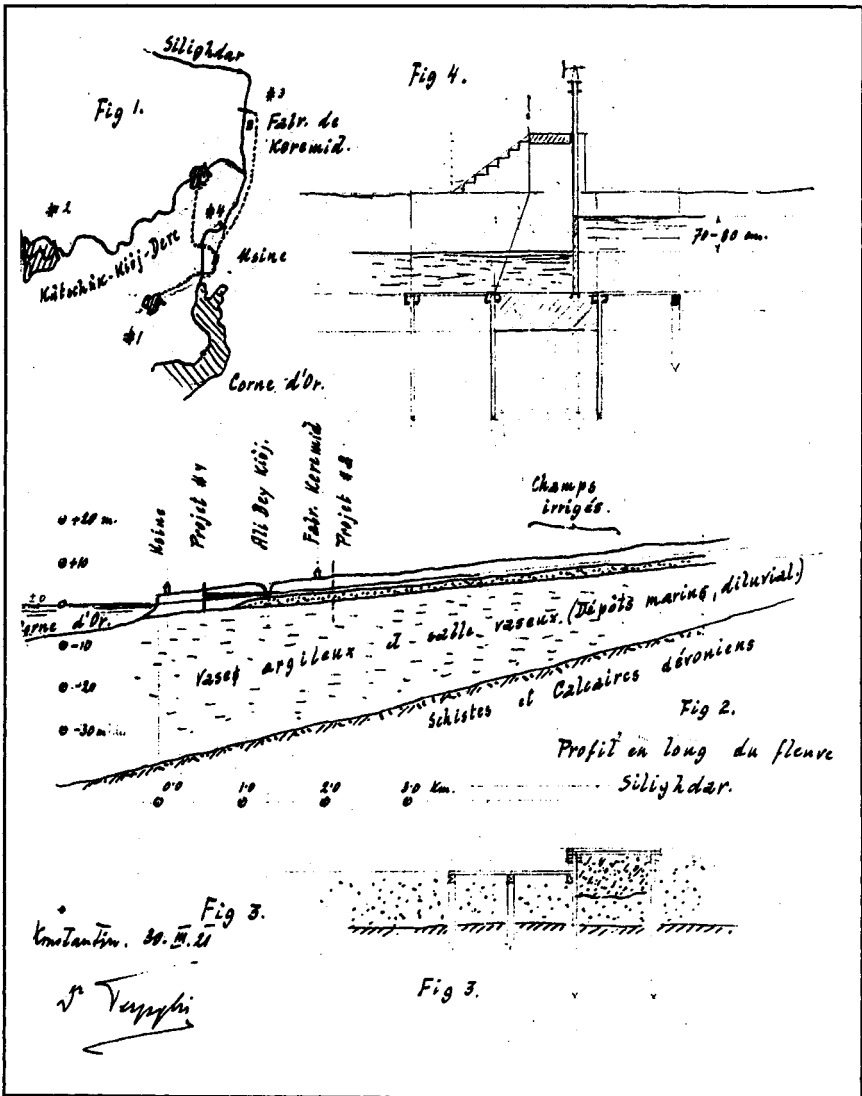 Silighdar
Fig 1.
#3
Fabr. de
Keremid.
#2
#4
Kütschük-Kiöj-Dere
Usine
#1
Corne d'Or.
Fig 4.
70-80 cm.
Usine
Projet #4
Ali Bey Kiöj.
Fabr. Keremid
Projet #3
Champs
irrigés.
+20 m.
+10
±0
Corne d'Or.
-10
-20
-30 m
Vases argileux et sable vaseux (Dépôts marins, diluvial.)
Schistes et Calcaires dévoniens
Fig 2.
Profil en long du fleuve
Silighdar.
0.0
1.0
2.0
3.0 Km.
Fig 3.
Konstantin. 30.III.21
Dr
Fig 3.